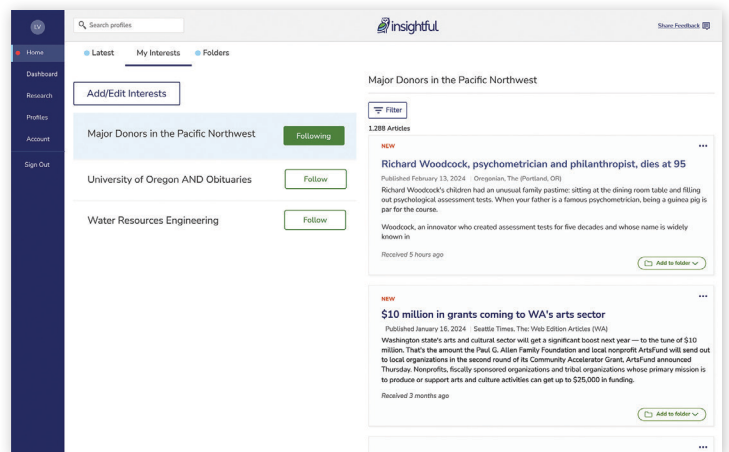 LV
Search profiles
insightful
Share Feedback
Home
Dashboard
Research
Profiles
Account
Sign Out
Latest
My Interests
Folders
Add/Edit Interests
Major Donors in the Pacific Northwest
Following
University of Oregon AND Obituaries
Follow
Water Resources Engineering
Follow
Major Donors in the Pacific Northwest
Filter
1,288 Articles
NEW
Richard Woodcock, psychometrician and philanthropist, dies at 95
Published February 13, 2024 | Oregonian, The (Portland, OR)
Richard Woodcock's children had an unusual family pastime: sitting at the dining room table and filling
out psychological assessment tests. When your father is a famous psychometrician, being a guinea pig is
par for the course.
Woodcock, an innovator who created assessment tests for five decades and whose name is widely
known in
Received 5 hours ago
Add to folder
NEW
$10 million in grants coming to WA's arts sector
Published January 16, 2024 | Seattle Times, The: Web Edition Articles (WA)
Washington state's arts and cultural sector will get a significant boost next year — to the tune of $10
million. That's the amount the Paul G. Allen Family Foundation and local nonprofit ArtsFund will send out
to local organizations in the second round of its Community Accelerator Grant, ArtsFund announced
Thursday. Nonprofits, fiscally sponsored organizations and tribal organizations whose primary mission is
to produce or support arts and culture activities can get up to $25,000 in funding.
Received 3 months ago
Add to folder